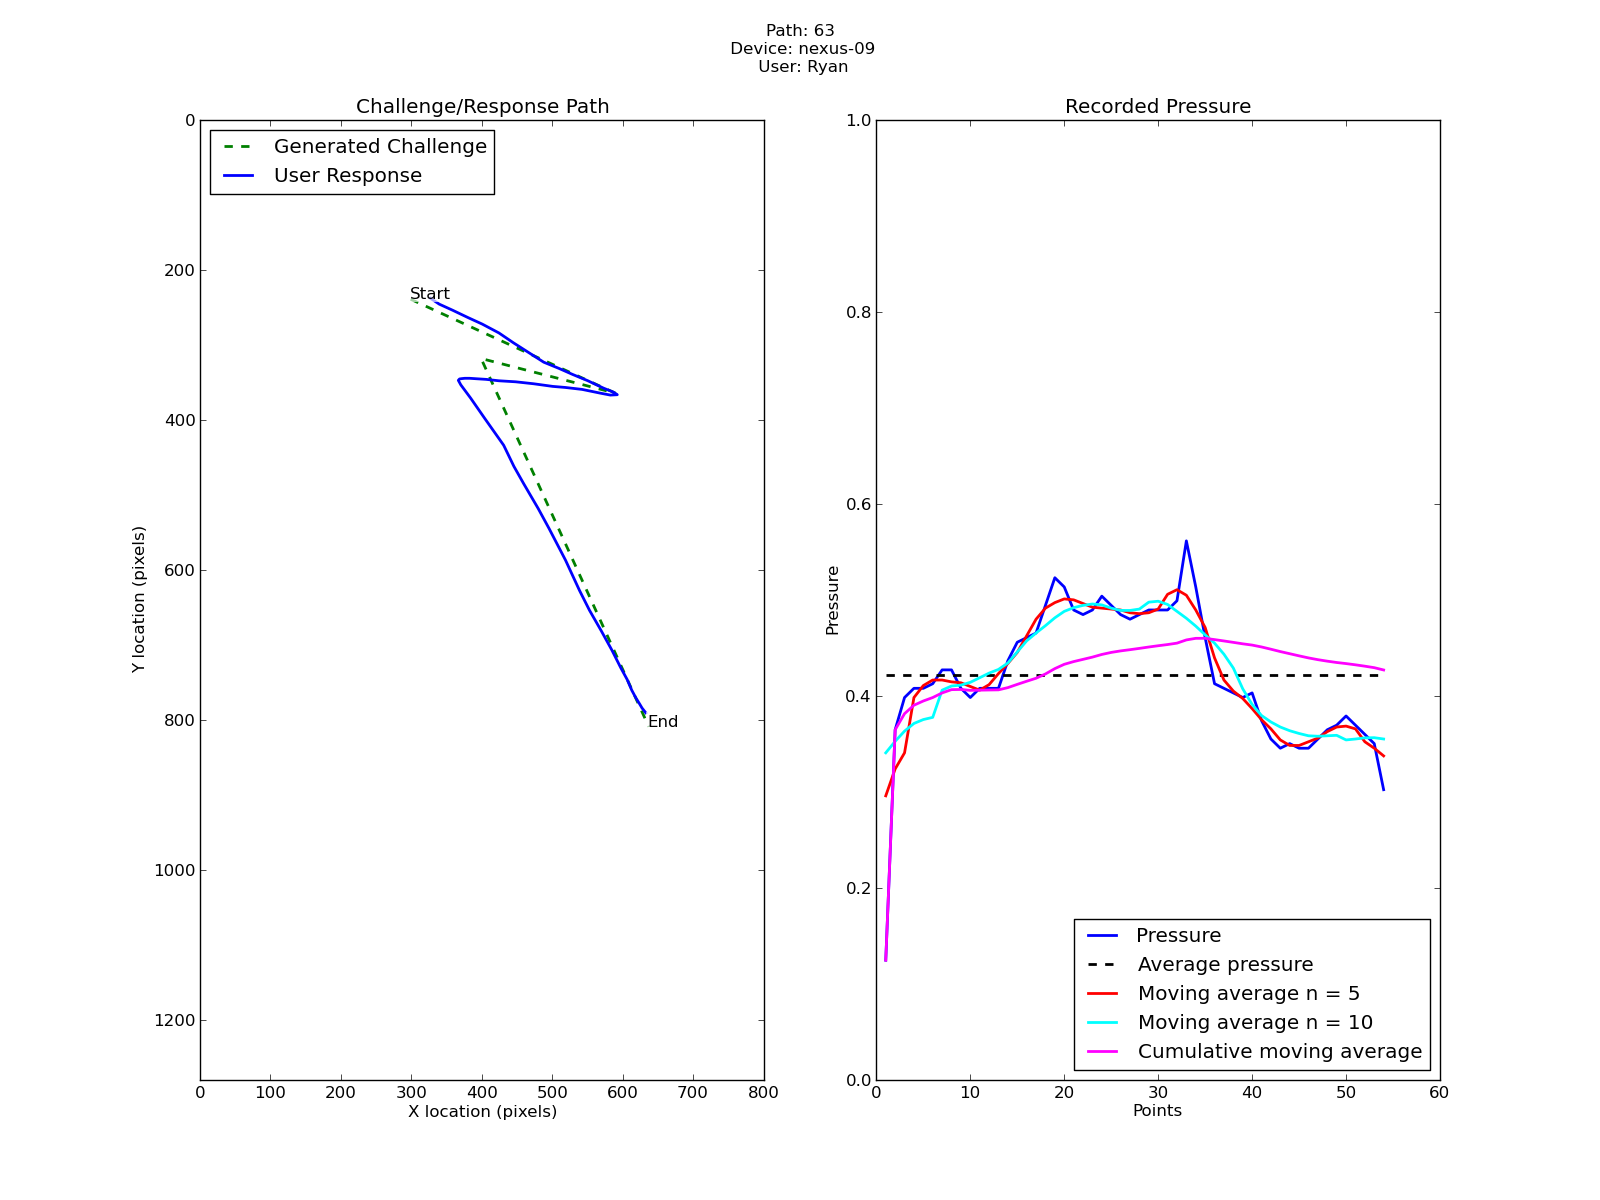 Path: 63
Device: nexus-09
User: Ryan
Challenge/Response Path
Generated Challenge
User Response
0
200
400
600
800
1000
1200
Y location (pixels)
Start
End
0 100 200 300 400 500 600 700 800
X location (pixels)
Recorded Pressure
1.0
0.8
0.6
0.4
0.2
0.0
Pressure
Pressure
Average pressure
Moving average n = 5
Moving average n = 10
Cumulative moving average
0 10 20 30 40 50 60
Points